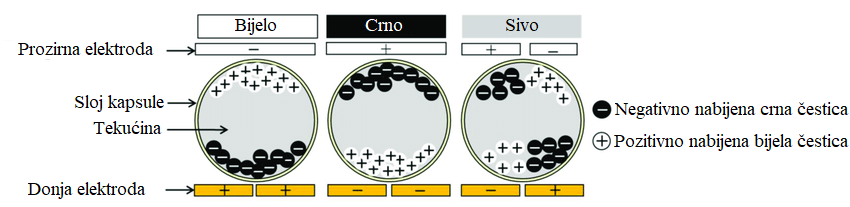 Bijelo Crno Sivo
Prozirna elektroda − + + −
Sloj kapsule
Tekućina
− Negativno nabijena crna čestica
+ Pozitivno nabijena bijela čestica
Donja elektroda + + − − − +